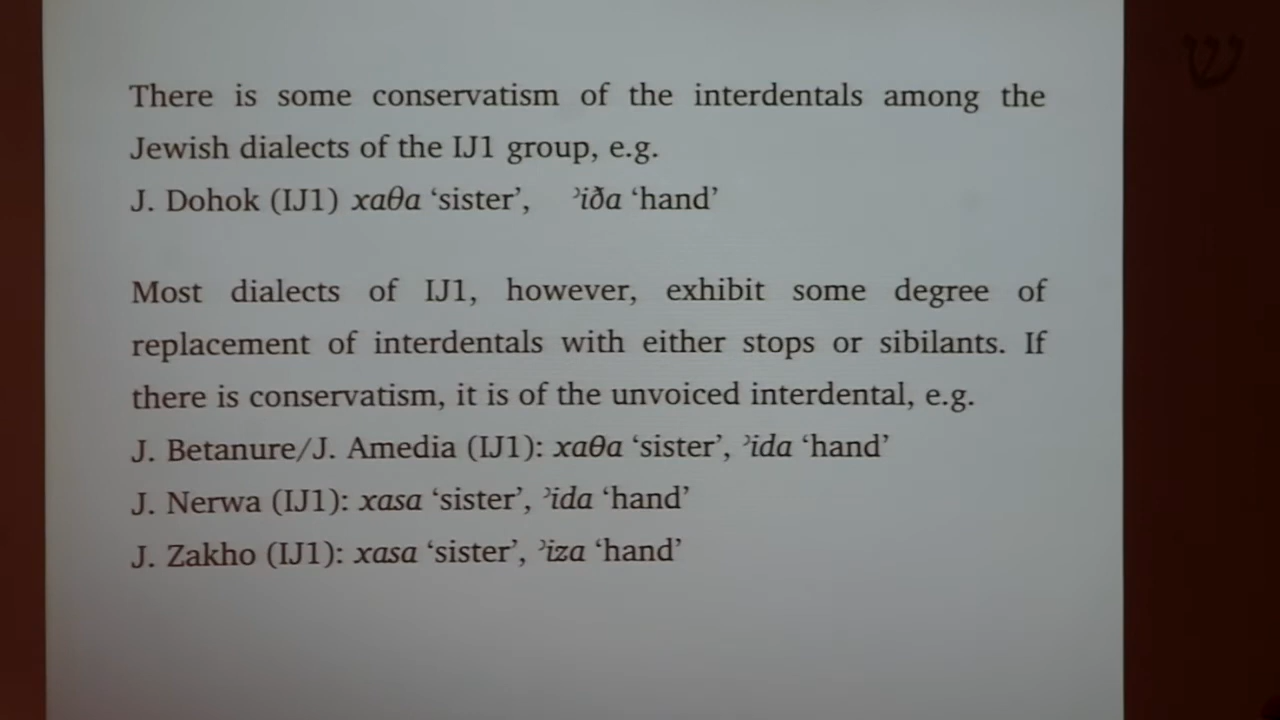 There is some conservatism of the interdentals among the
Jewish dialects of the IJ1 group, e.g.
J. Dohok (IJ1) xaθa ‘sister’, ʾiða ‘hand’
Most dialects of IJ1, however, exhibit some degree of
replacement of interdentals with either stops or sibilants. If
there is conservatism, it is of the unvoiced interdental, e.g.
J. Betanure/J. Amedia (IJ1): xaθa ‘sister’, ʾida ‘hand’
J. Nerwa (IJ1): xasa ‘sister’, ʾida ‘hand’
J. Zakho (IJ1): xasa ‘sister’, ʾiza ‘hand’
ש